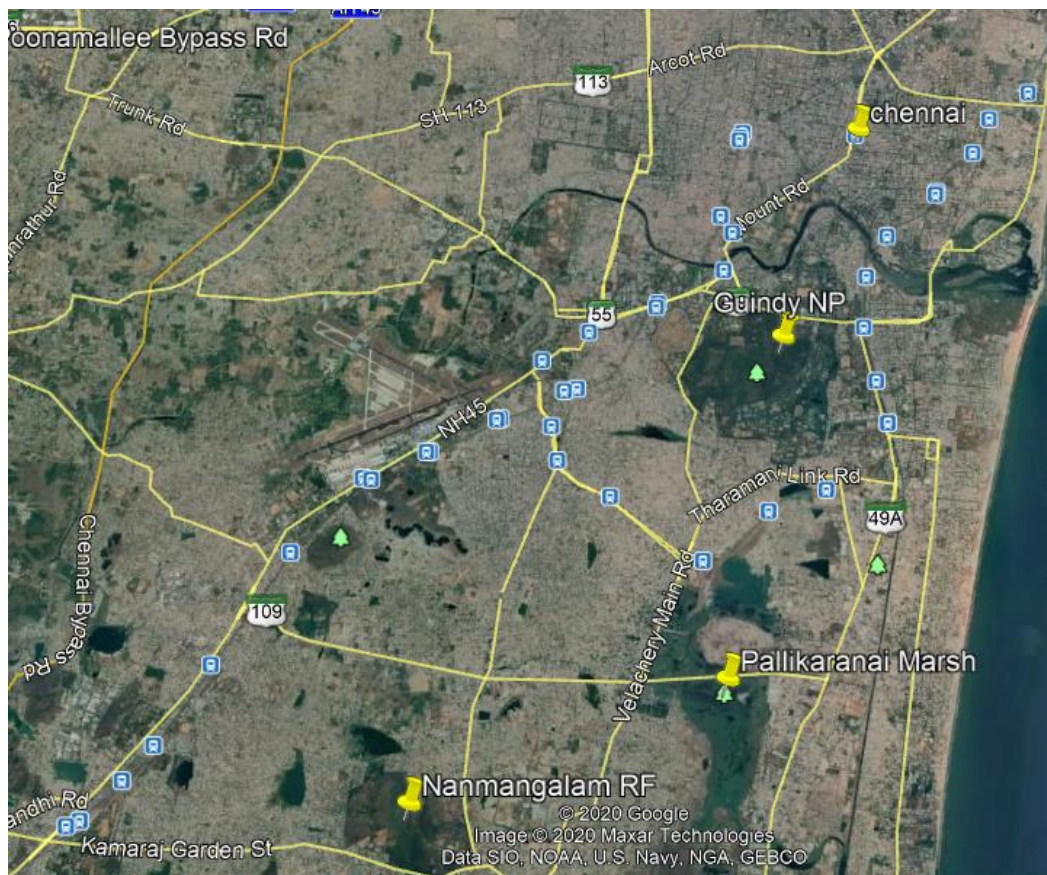 oonamallee Bypass Rd
Trunk Rd
SH 113
113
Arcot Rd
chennai
Mount Rd
55
Guindy NP
NH45
Tharamani Link Rd
49A
Chennai Bypass Rd
ss Rd
109
Velachery Main Rd
Pallikaranai Marsh
Nanmangalam RF
andhi Rd
Kamaraj Garden St
© 2020 Google
Image © 2020 Maxar Technologies
Data SIO, NOAA, U.S. Navy, NGA, GEBCO